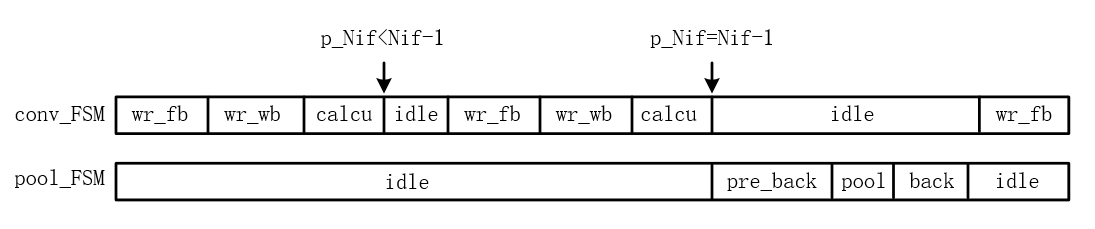 p_Nif<Nif-1 p_Nif=Nif-1
conv_FSM wr_fb wr_wb calcu idle wr_fb wr_wb calcu idle wr_fb
pool_FSM idle pre_back pool back idle